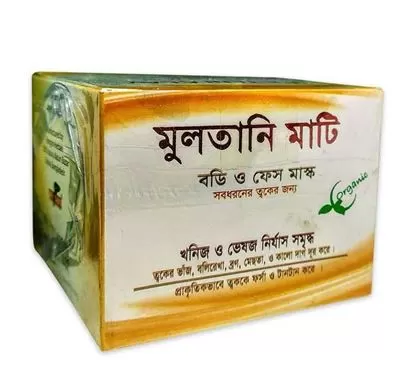 মুলতানি মাটি
বডি ও ফেস মাস্ক
সবধরনের ত্বকের জন্য
Organic
খনিজ ও ভেষজ নির্যাস সমৃদ্ধ
ত্বকের ভাঁজ, বলিরেখা, ব্রণ, মেছতা, ও কালো দাগ দূর করে।
প্রাকৃতিকভাবে ত্বককে ফর্সা ও টানটান করে।